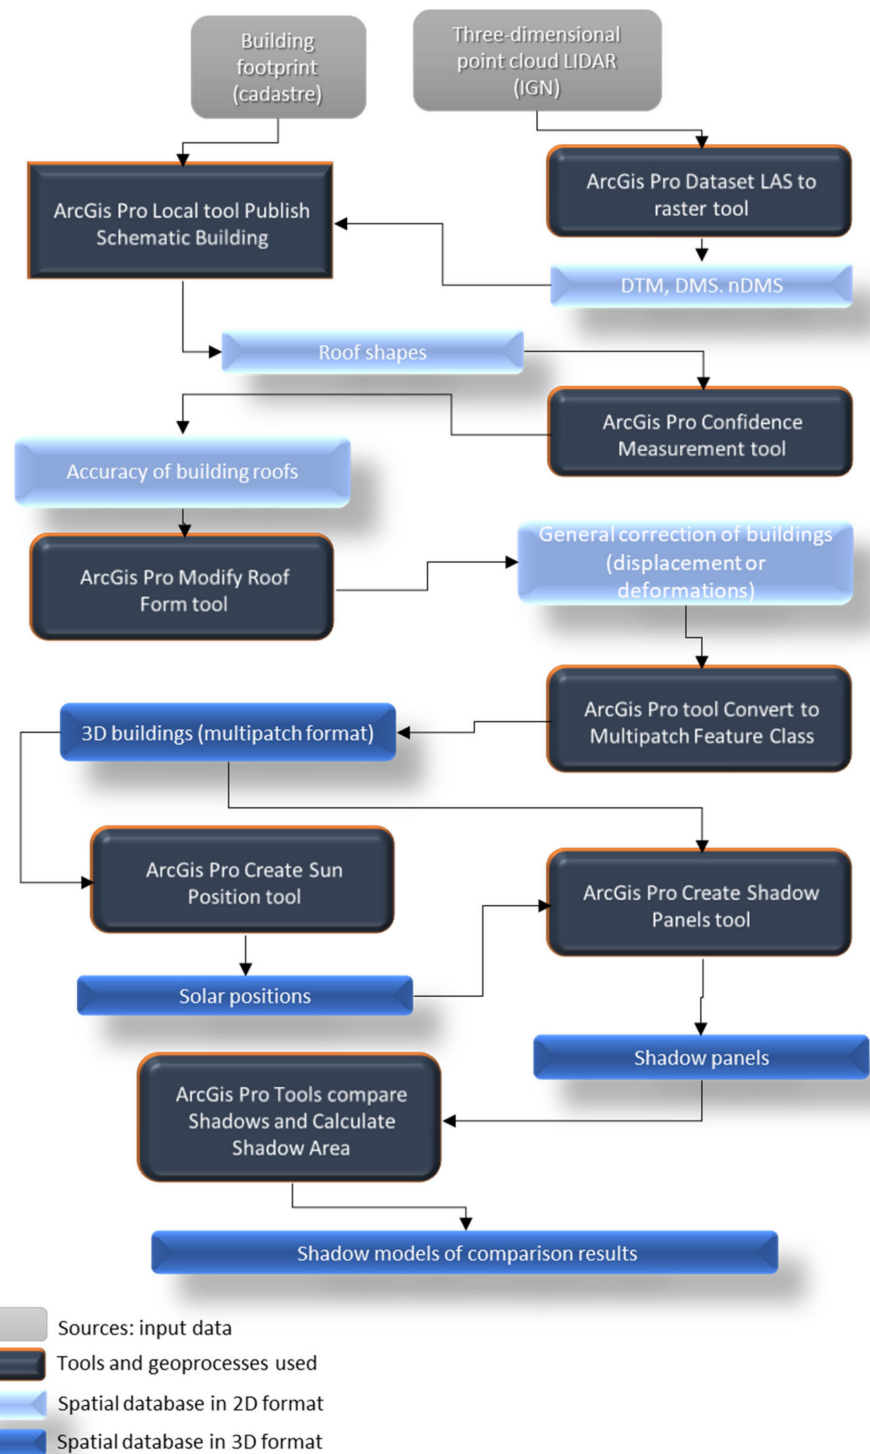 Building
footprint
(cadastre)
Three-dimensional
point cloud LIDAR
(IGN)
ArcGis Pro Local tool Publish
Schematic Building
ArcGis Pro Dataset LAS to
raster tool
DTM, DMS. nDMS
Roof shapes
ArcGis Pro Confidence
Measurement tool
Accuracy of building roofs
ArcGis Pro Modify Roof
Form tool
General correction of buildings
(displacement or
deformations)
ArcGis Pro tool Convert to
Multipatch Feature Class
3D buildings (multipatch format)
ArcGis Pro Create Sun
Position tool
ArcGis Pro Create Shadow
Panels tool
Solar positions
Shadow panels
ArcGis Pro Tools compare
Shadows and Calculate
Shadow Area
Shadow models of comparison results
Sources: input data
Tools and geoprocesses used
Spatial database in 2D format
Spatial database in 3D format